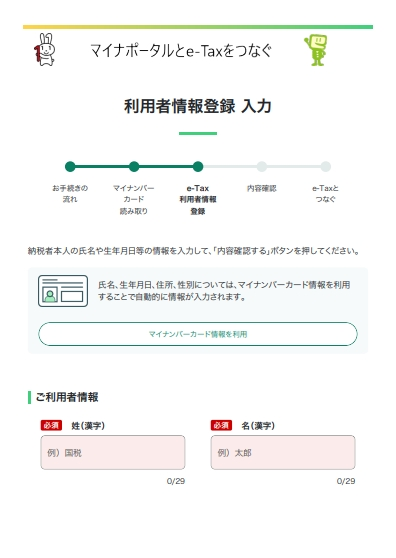 マイナポータルとe-Taxをつなぐ
利用者情報登録 入力
お手続きの
流れ
マイナンバー
カード
読み取り
e-Tax
利用者情報
登録
内容確認
e-Taxと
つなぐ
納税者本人の氏名や生年月日等の情報を入力して、「内容確認する」ボタンを押してください。
氏名、生年月日、住所、性別については、マイナンバーカード情報を利用
することで自動的に情報が入力されます。
マイナンバーカード情報を利用
ご利用者情報
必須 姓(漢字)
例）国税
0/29
必須 名(漢字)
例）太郎
0/29